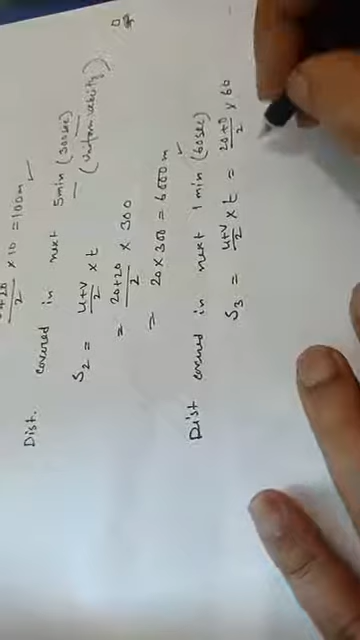 +20/2 × 10 = 100m
Dist. covered in next 5min (300sec)
(uniform velocity)
S2 = u+v/2 × t
= 20+20/2 × 300
= 20 × 300 = 6000 m
Dist covered in next 1 min (60sec)
S3 = u+v/2 × t = 20+0/2 × 60